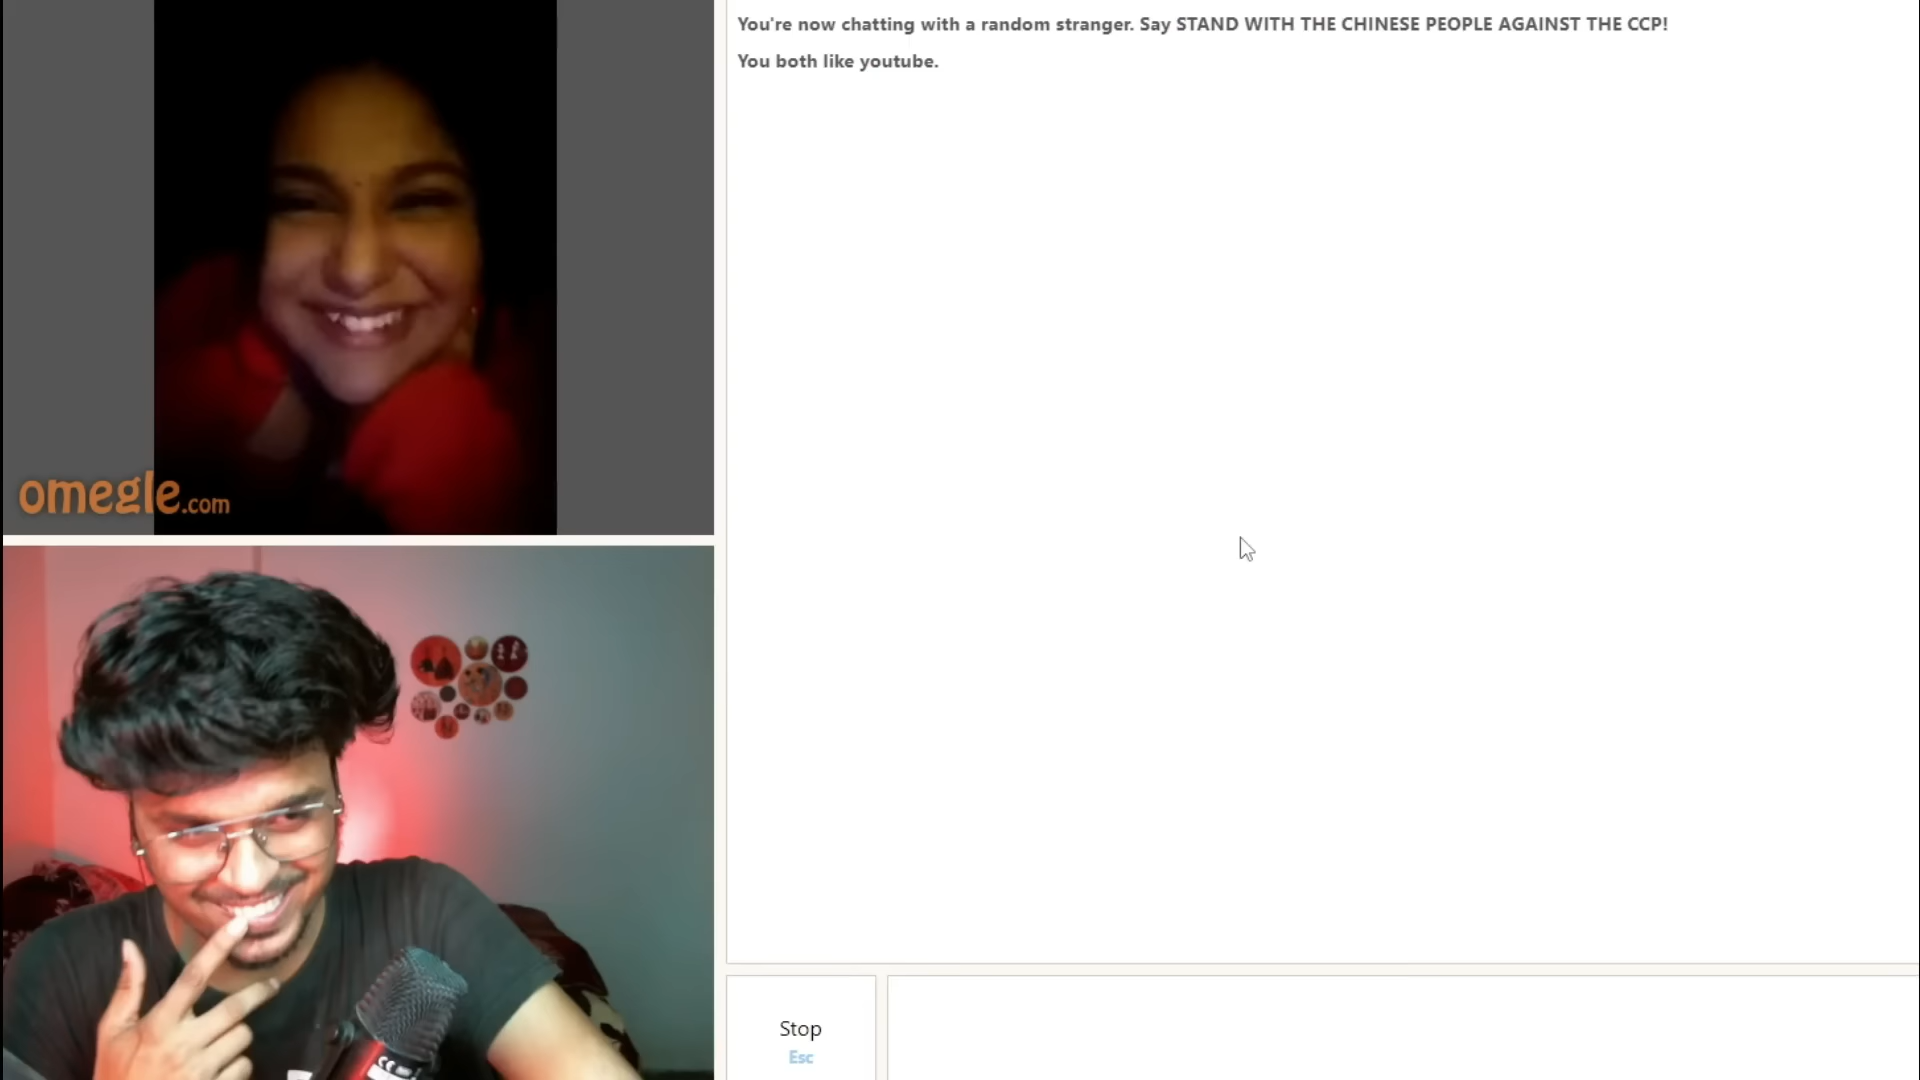 You're now chatting with a random stranger. Say STAND WITH THE CHINESE PEOPLE AGAINST THE CCP!
You both like youtube.
omegle.com
Stop
Esc